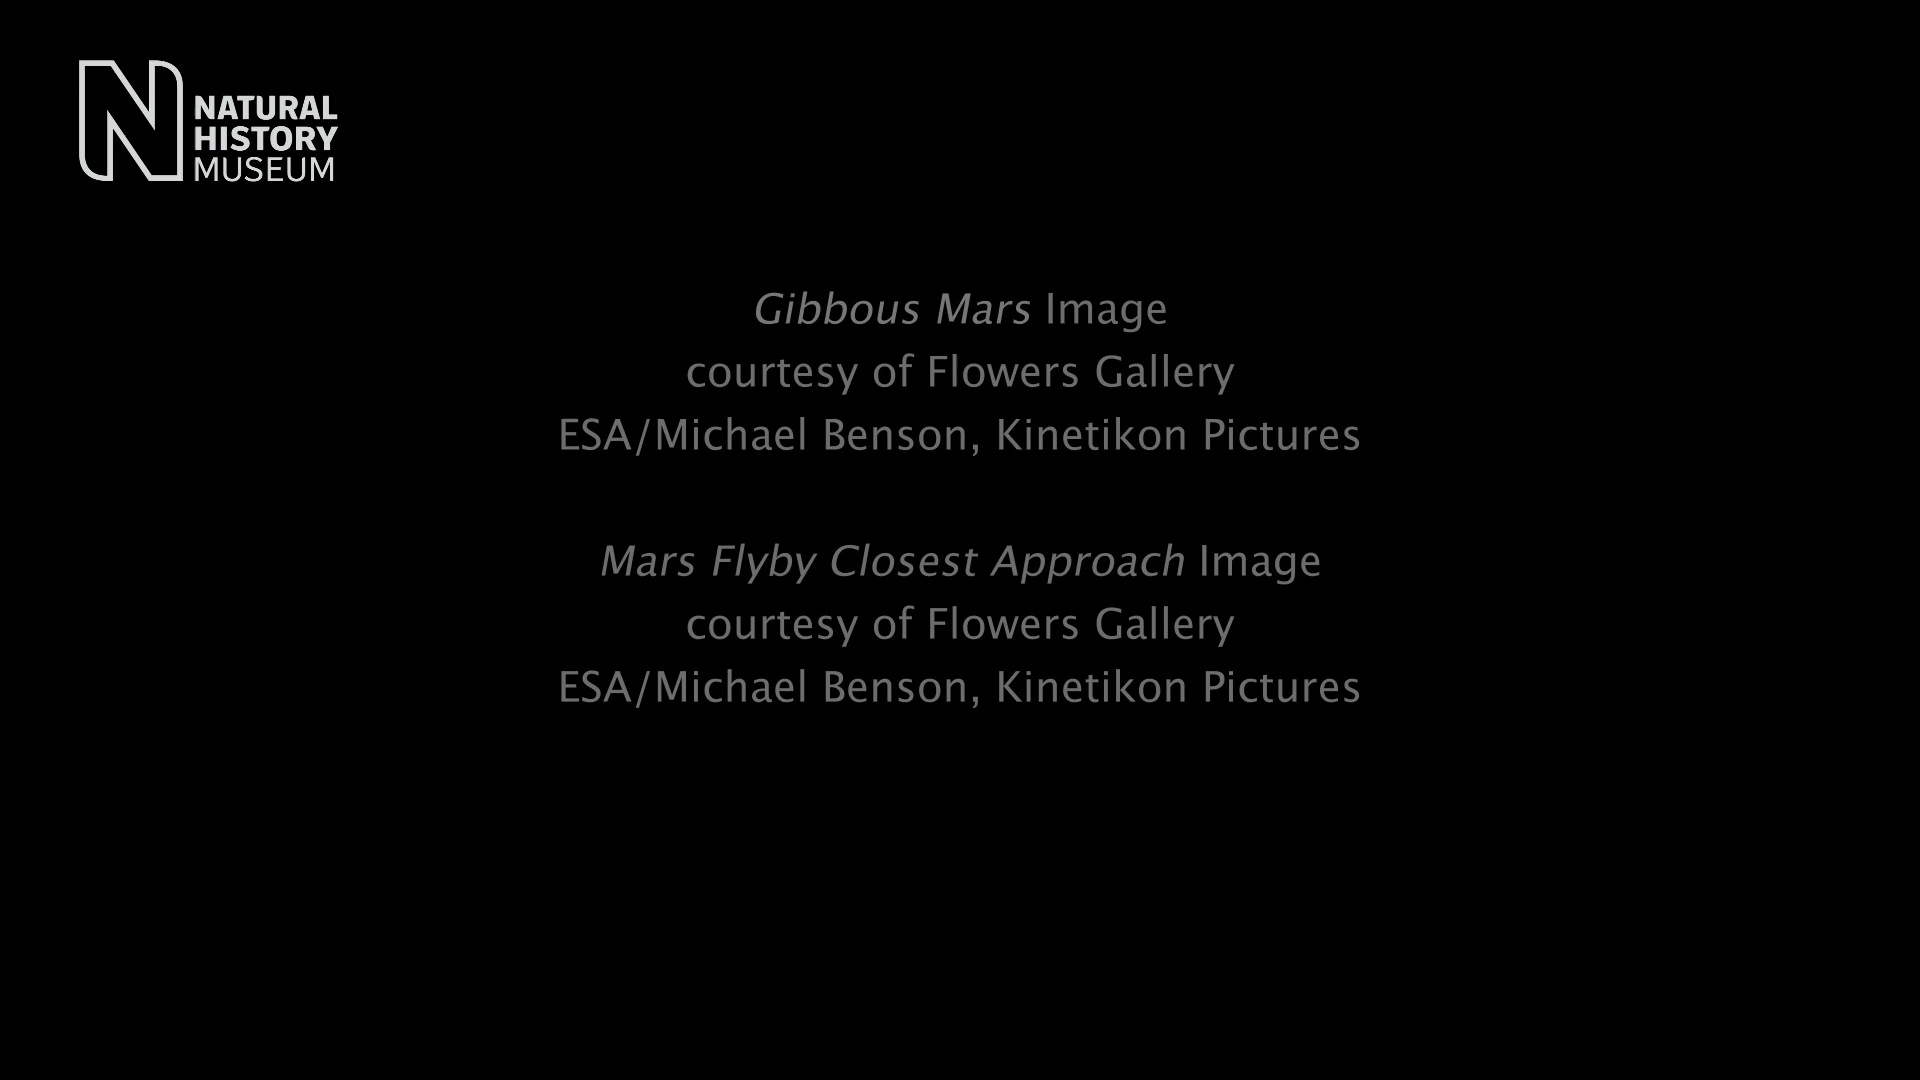 NATURAL
HISTORY
MUSEUM
Gibbous Mars Image
courtesy of Flowers Gallery
ESA/Michael Benson, Kinetikon Pictures
Mars Flyby Closest Approach Image
courtesy of Flowers Gallery
ESA/Michael Benson, Kinetikon Pictures